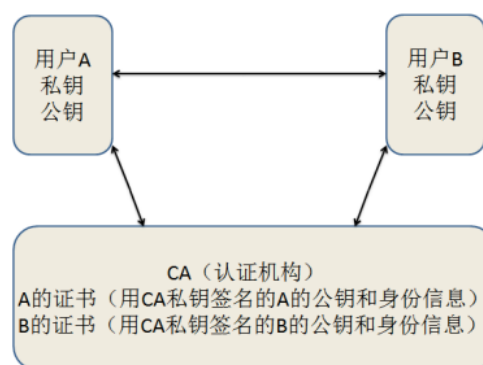 用户A
私钥
公钥
用户B
私钥
公钥
CA（认证机构）
A的证书（用CA私钥签名的A的公钥和身份信息）
B的证书（用CA私钥签名的B的公钥和身份信息）